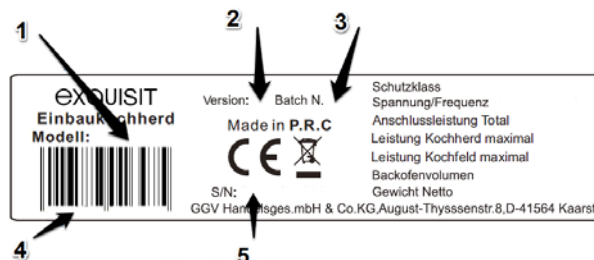 1
2
3
exquisit
Einbaukochherd
Modell:
Version: Batch N.
Made in P.R.C
S/N:
Schutzklass
Spannung/Frequenz
Anschlussleistung Total
Leistung Kochherd maximal
Leistung Kochfeld maximal
Backofenvolumen
Gewicht Netto
GGV Handelsges.mbH & Co.KG,August-Thysssenstr.8,D-41564 Kaarst
4
5